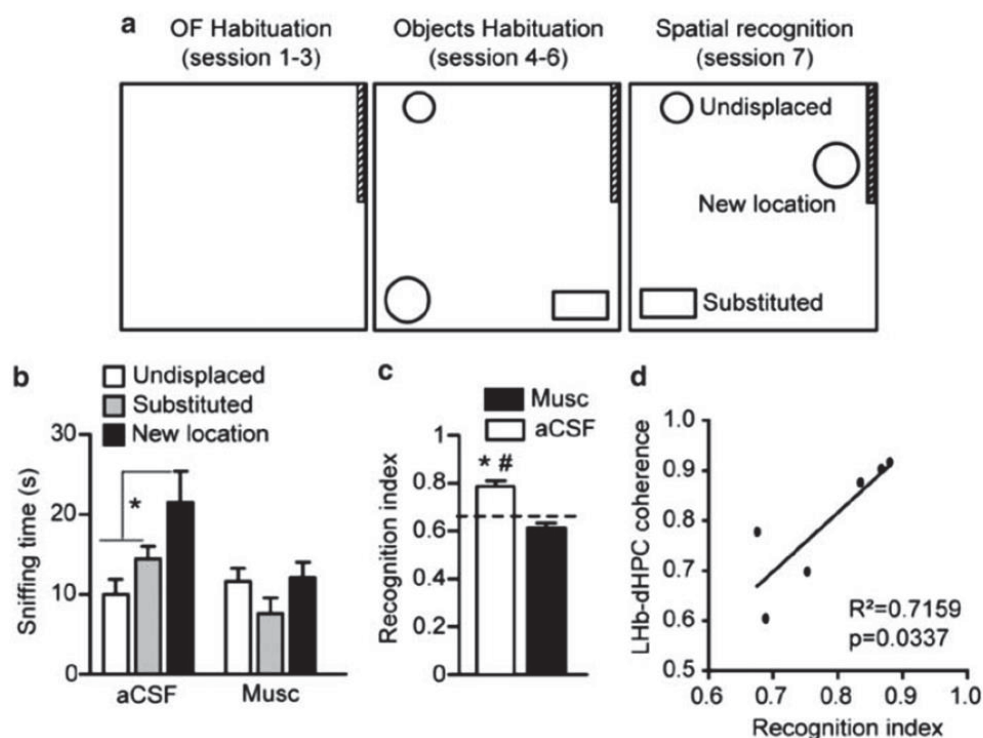 a
OF Habituation
(session 1-3)
Objects Habituation
(session 4-6)
Spatial recognition
(session 7)
Undisplaced
New location
Substituted
b
Undisplaced
Substituted
New location
Sniffing time (s)
30
20
10
0
*
aCSF
Musc
c
Musc
aCSF
Recognition index
1
0.8
0.6
0.4
0.2
0
* #
d
LHb-dHPC coherence
1.0
0.9
0.8
0.7
0.6
0.5
R²=0.7159
p=0.0337
0.6 0.7 0.8 0.9 1.0
Recognition index